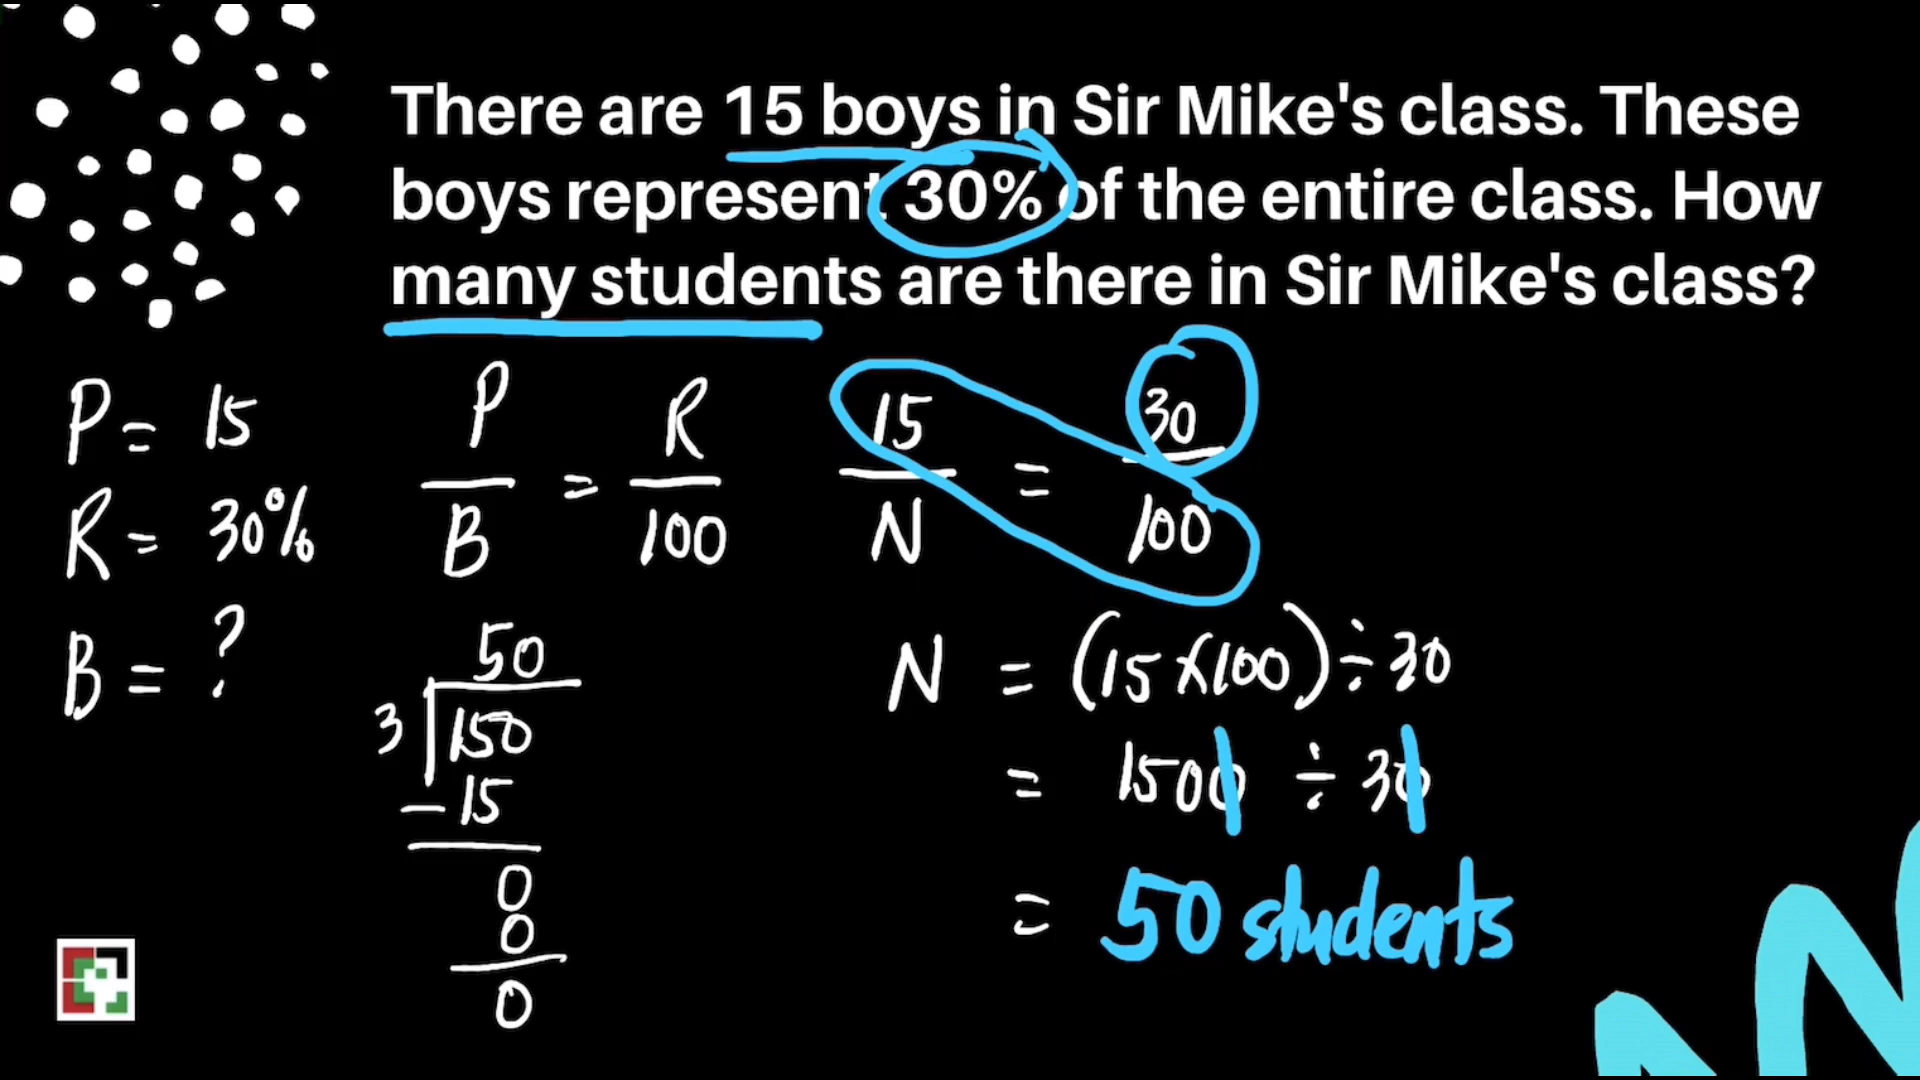 There are 15 boys in Sir Mike's class. These
boys represent 30% of the entire class. How
many students are there in Sir Mike's class?
P = 15
R = 30%
B = ?
P/B = R/100
15/N = 30/100
50
3 150
- 15
0
0
0
N = (15 x 100) ÷ 30
= 1500 ÷ 30
= 50 students